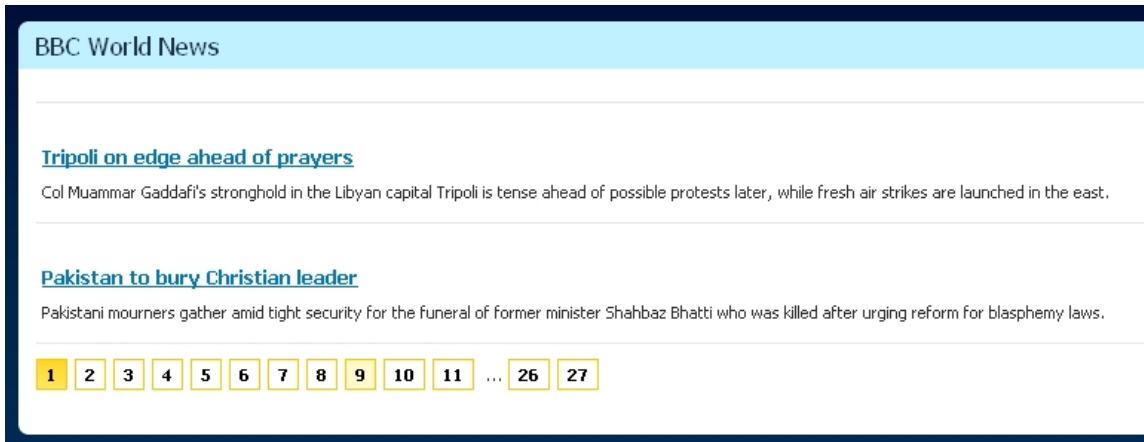 BBC World News
Tripoli on edge ahead of prayers
Col Muammar Gaddafi's stronghold in the Libyan capital Tripoli is tense ahead of possible protests later, while fresh air strikes are launched in the east.
Pakistan to bury Christian leader
Pakistani mourners gather amid tight security for the funeral of former minister Shahbaz Bhatti who was killed after urging reform for blasphemy laws.
1 2 3 4 5 6 7 8 9 10 11 ... 26 27